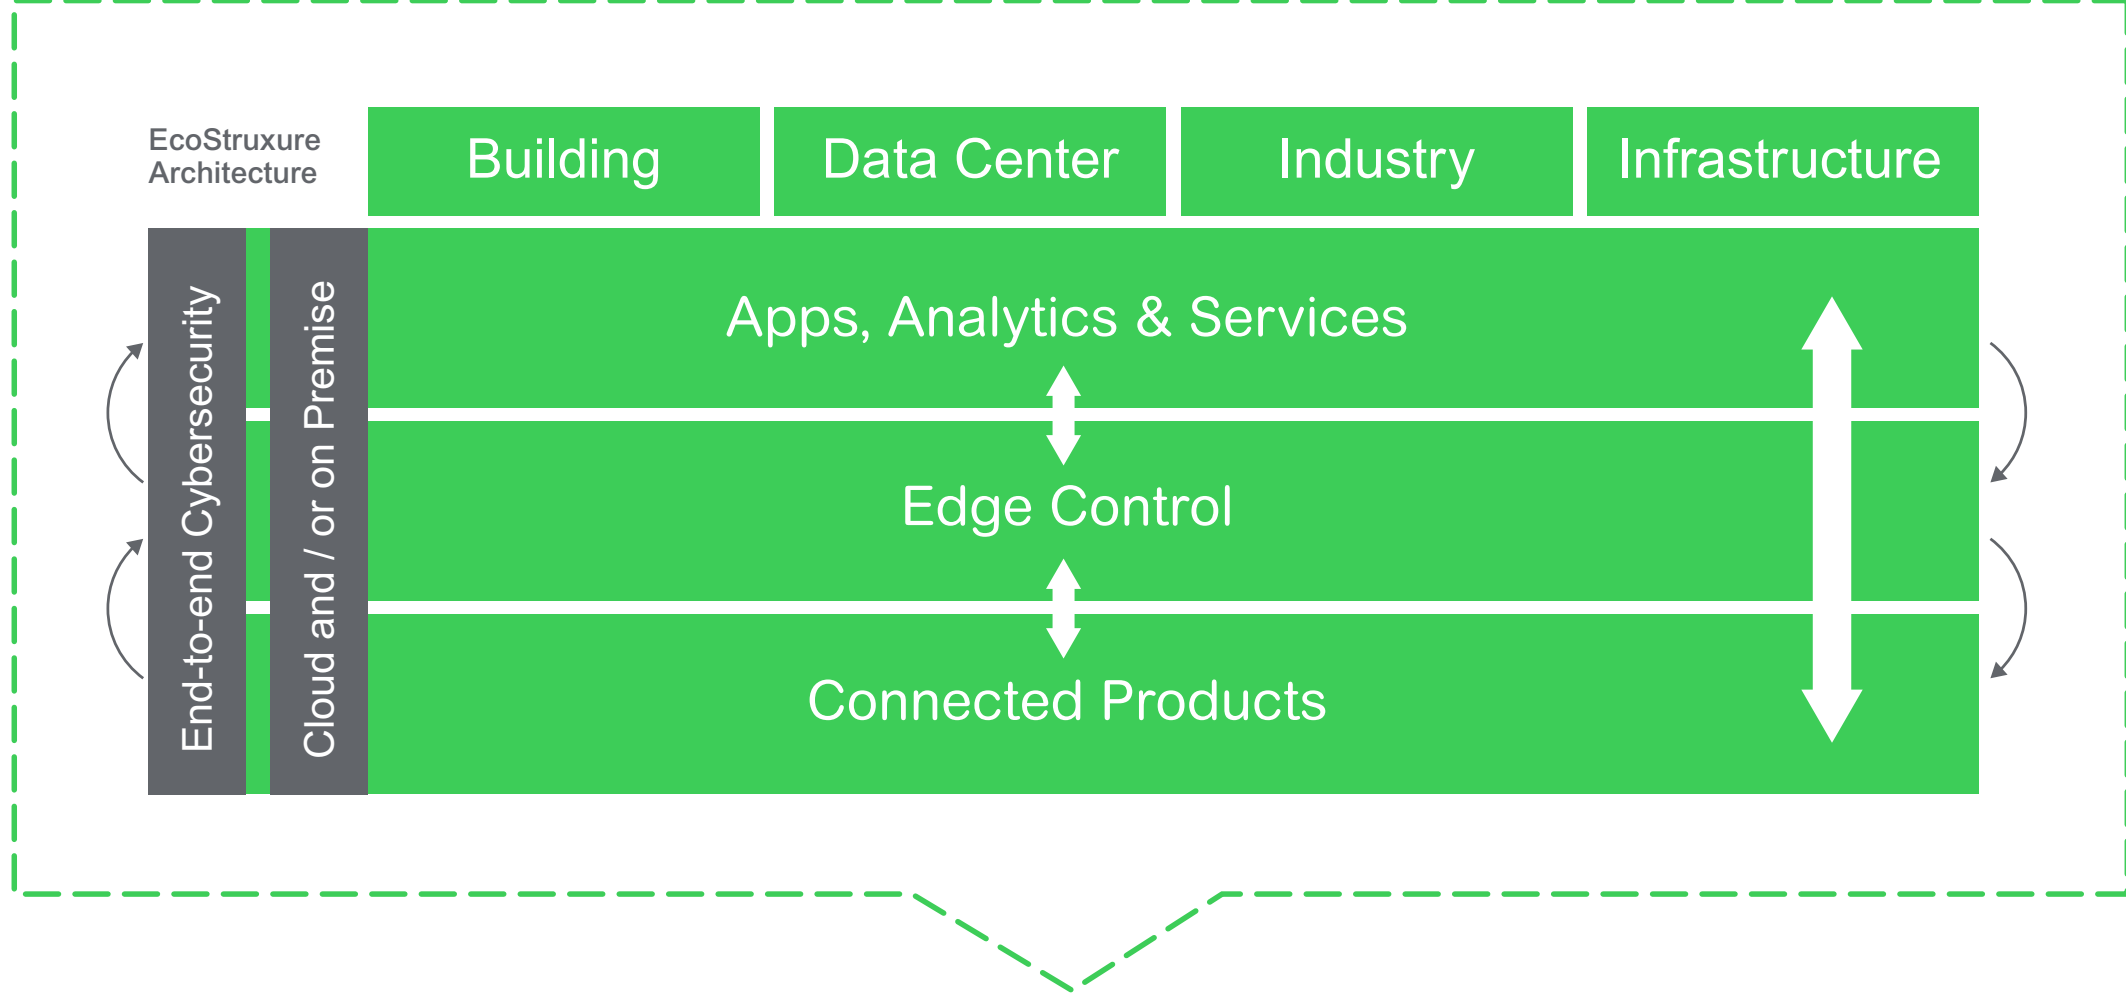 EcoStruxure
Architecture
Building
Data Center
Industry
Infrastructure
End-to-end Cybersecurity
Cloud and / or on Premise
Apps, Analytics & Services
Edge Control
Connected Products